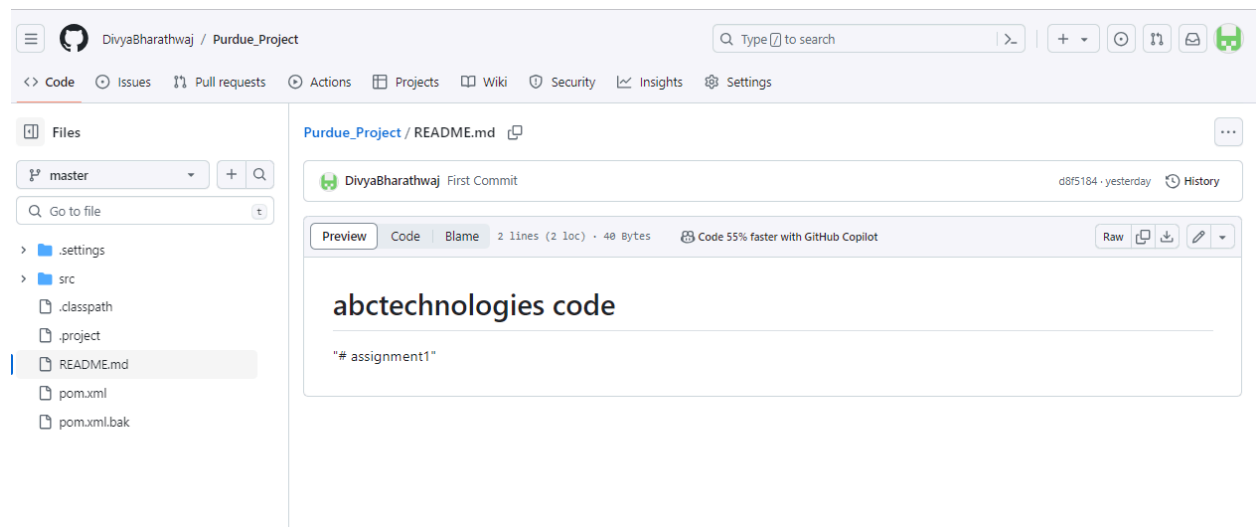 DivyaBharathwaj / Purdue_Project
Type / to search
<> Code Issues Pull requests Actions Projects Wiki Security Insights Settings
Files
master
Go to file t
.settings
src
.classpath
.project
README.md
pom.xml
pom.xml.bak
Purdue_Project / README.md
DivyaBharathwaj First Commit d8f5184 · yesterday History
Preview Code Blame 2 lines (2 loc) · 40 Bytes Code 55% faster with GitHub Copilot Raw
abctechnologies code
"# assignment1"